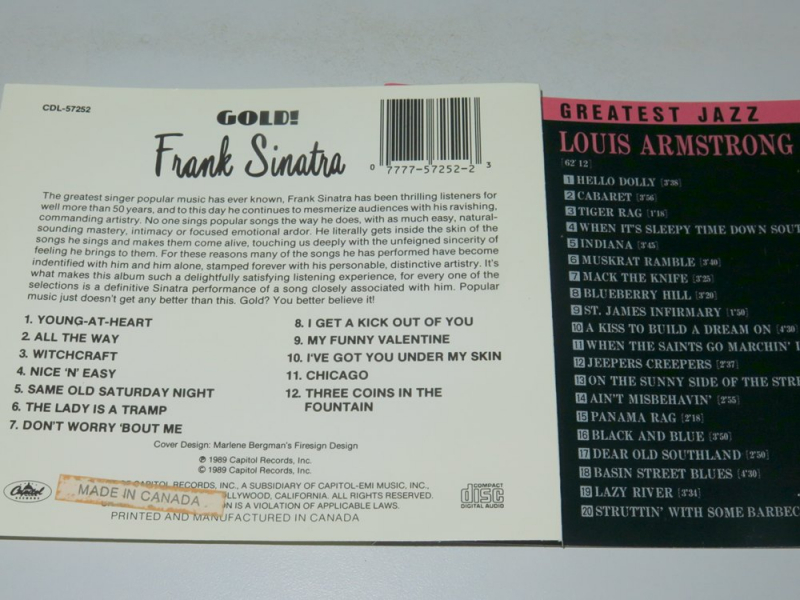 CDL-57252
GOLD!
Frank Sinatra
0 7777-57252-2 3
The greatest singer popular music has ever known, Frank Sinatra has been thrilling listeners for
well more than 50 years, and to this day he continues to mesmerize audiences with his ravishing,
commanding artistry. No one sings popular songs the way he does, with as much easy, natural-
sounding mastery, intimacy or focused emotional ardor. He literally gets inside the skin of the
songs he sings and makes them come alive, touching us deeply with the unfeigned sincerity of
feeling he brings to them. For these reasons many of the songs he has performed have become
indentified with him and him alone, stamped forever with his personable, distinctive artistry. It's
what makes this album such a delightfully satisfying listening experience, for every one of the
selections is a definitive Sinatra performance of a song closely associated with him. Popular
music just doesn't get any better than this. Gold? You better believe it!
1. YOUNG-AT-HEART
2. ALL THE WAY
3. WITCHCRAFT
4. NICE 'N' EASY
5. SAME OLD SATURDAY NIGHT
6. THE LADY IS A TRAMP
7. DON'T WORRY 'BOUT ME
8. I GET A KICK OUT OF YOU
9. MY FUNNY VALENTINE
10. I'VE GOT YOU UNDER MY SKIN
11. CHICAGO
12. THREE COINS IN THE
FOUNTAIN
Cover Design: Marlene Bergman's Firesign Design
℗ 1989 Capitol Records, Inc.
© 1989 Capitol Records, Inc.
CAPITOL RECORDS, INC., A SUBSIDIARY OF CAPITOL-EMI MUSIC, INC.,
HOLLYWOOD, CALIFORNIA. ALL RIGHTS RESERVED.
IS A VIOLATION OF APPLICABLE LAWS.
PRINTED AND MANUFACTURED IN CANADA
Capitol
RECORDS
MADE IN CANADA
COMPACT
disc
DIGITAL AUDIO
GREATEST JAZZ
LOUIS ARMSTRONG
[62'12]
1 HELLO DOLLY [2'28]
2 CABARET [2'56]
3 TIGER RAG [1'18]
4 WHEN IT'S SLEEPY TIME DOWN
5 INDIANA [3'45]
6 MUSKRAT RAMBLE [3'40]
7 MACK THE KNIFE [3'25]
8 BLUEBERRY HILL [3'20]
9 ST. JAMES INFIRMARY [1'50]
10 A KISS TO BUILD A DREAM ON [4'30]
11 WHEN THE SAINTS GO MARCHIN'
12 JEEPERS CREEPERS [2'37]
13 ON THE SUNNY SIDE OF THE
14 AIN'T MISBEHAVIN' [2'55]
15 PANAMA RAG [2'18]
16 BLACK AND BLUE [3'50]
17 DEAR OLD SOUTHLAND [2'50]
18 BASIN STREET BLUES [4'30]
19 LAZY RIVER [3'34]
20 STRUTTIN' WITH SOME